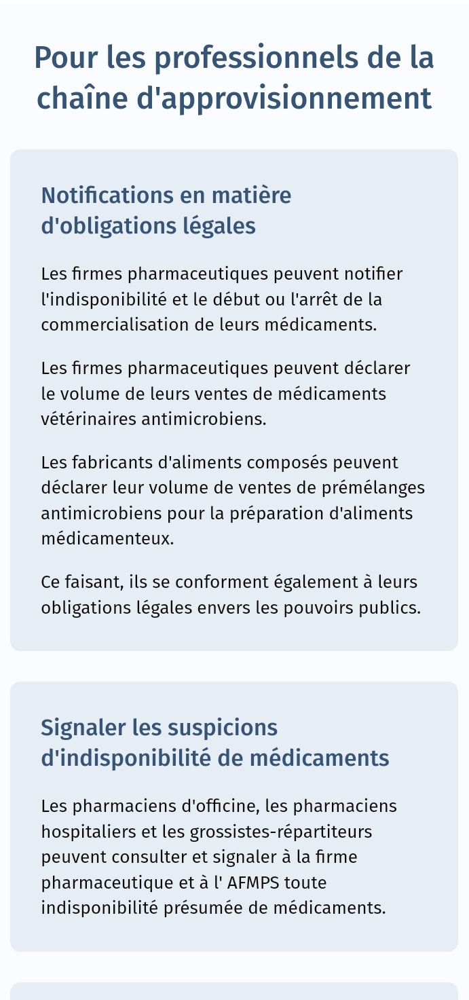 Pour les professionnels de la
chaîne d'approvisionnement
Notifications en matière
d'obligations légales
Les firmes pharmaceutiques peuvent notifier
l'indisponibilité et le début ou l'arrêt de la
commercialisation de leurs médicaments.
Les firmes pharmaceutiques peuvent déclarer
le volume de leurs ventes de médicaments
vétérinaires antimicrobiens.
Les fabricants d'aliments composés peuvent
déclarer leur volume de ventes de prémélanges
antimicrobiens pour la préparation d'aliments
médicamenteux.
Ce faisant, ils se conforment également à leurs
obligations légales envers les pouvoirs publics.
Signaler les suspicions
d'indisponibilité de médicaments
Les pharmaciens d'officine, les pharmaciens
hospitaliers et les grossistes-répartiteurs
peuvent consulter et signaler à la firme
pharmaceutique et à l' AFMPS toute
indisponibilité présumée de médicaments.